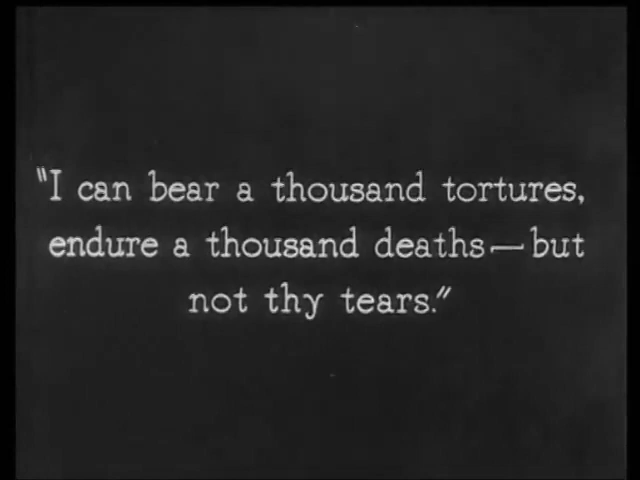 "I can bear a thousand tortures,
endure a thousand deaths—but
not thy tears."